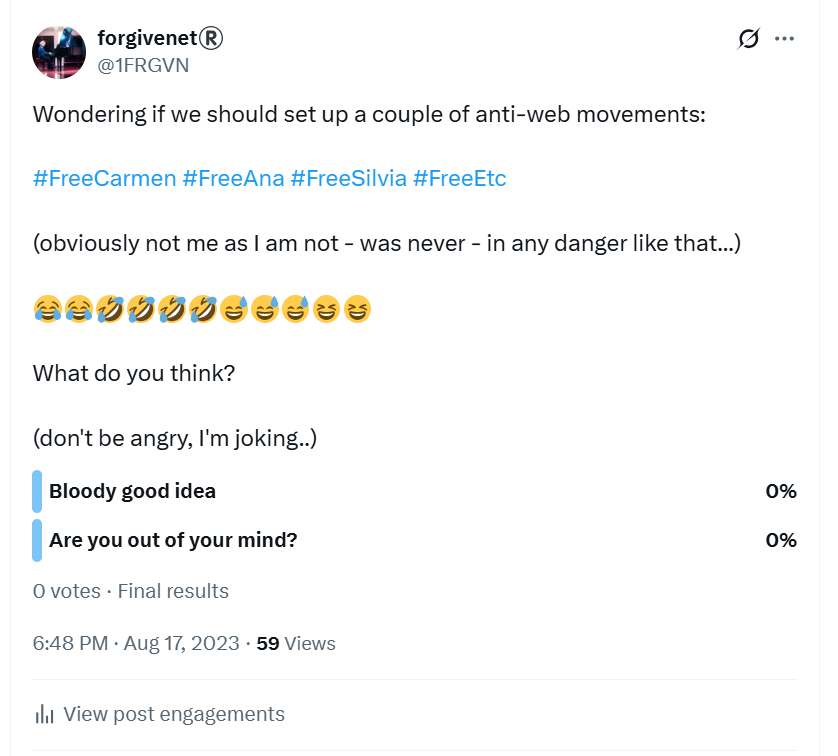 forgivenet®
@1FRGVN
Wondering if we should set up a couple of anti-web movements:
#FreeCarmen #FreeAna #FreeSilvia #FreeEtc
(obviously not me as I am not - was never - in any danger like that...)
😂😂🤣🤣🤣🤣😅😅😅😆😆
What do you think?
(don't be angry, I'm joking..)
Bloody good idea 0%
Are you out of your mind? 0%
0 votes · Final results
6:48 PM · Aug 17, 2023 · 59 Views
View post engagements